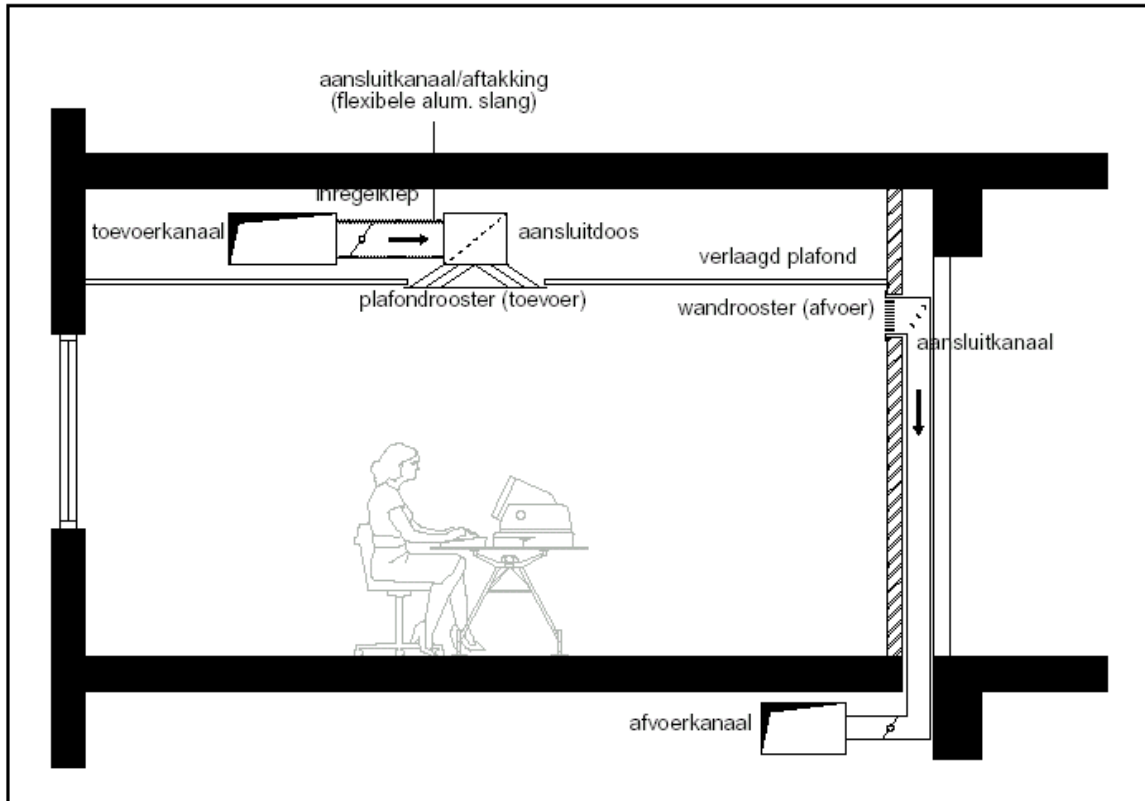 aansluitkanaal/aftakking
(flexibele alum. slang)
inregelklep
toevoerkanaal
aansluitdoos
verlaagd plafond
plafondrooster (toevoer)
wandrooster (afvoer)
aansluitkanaal
afvoerkanaal